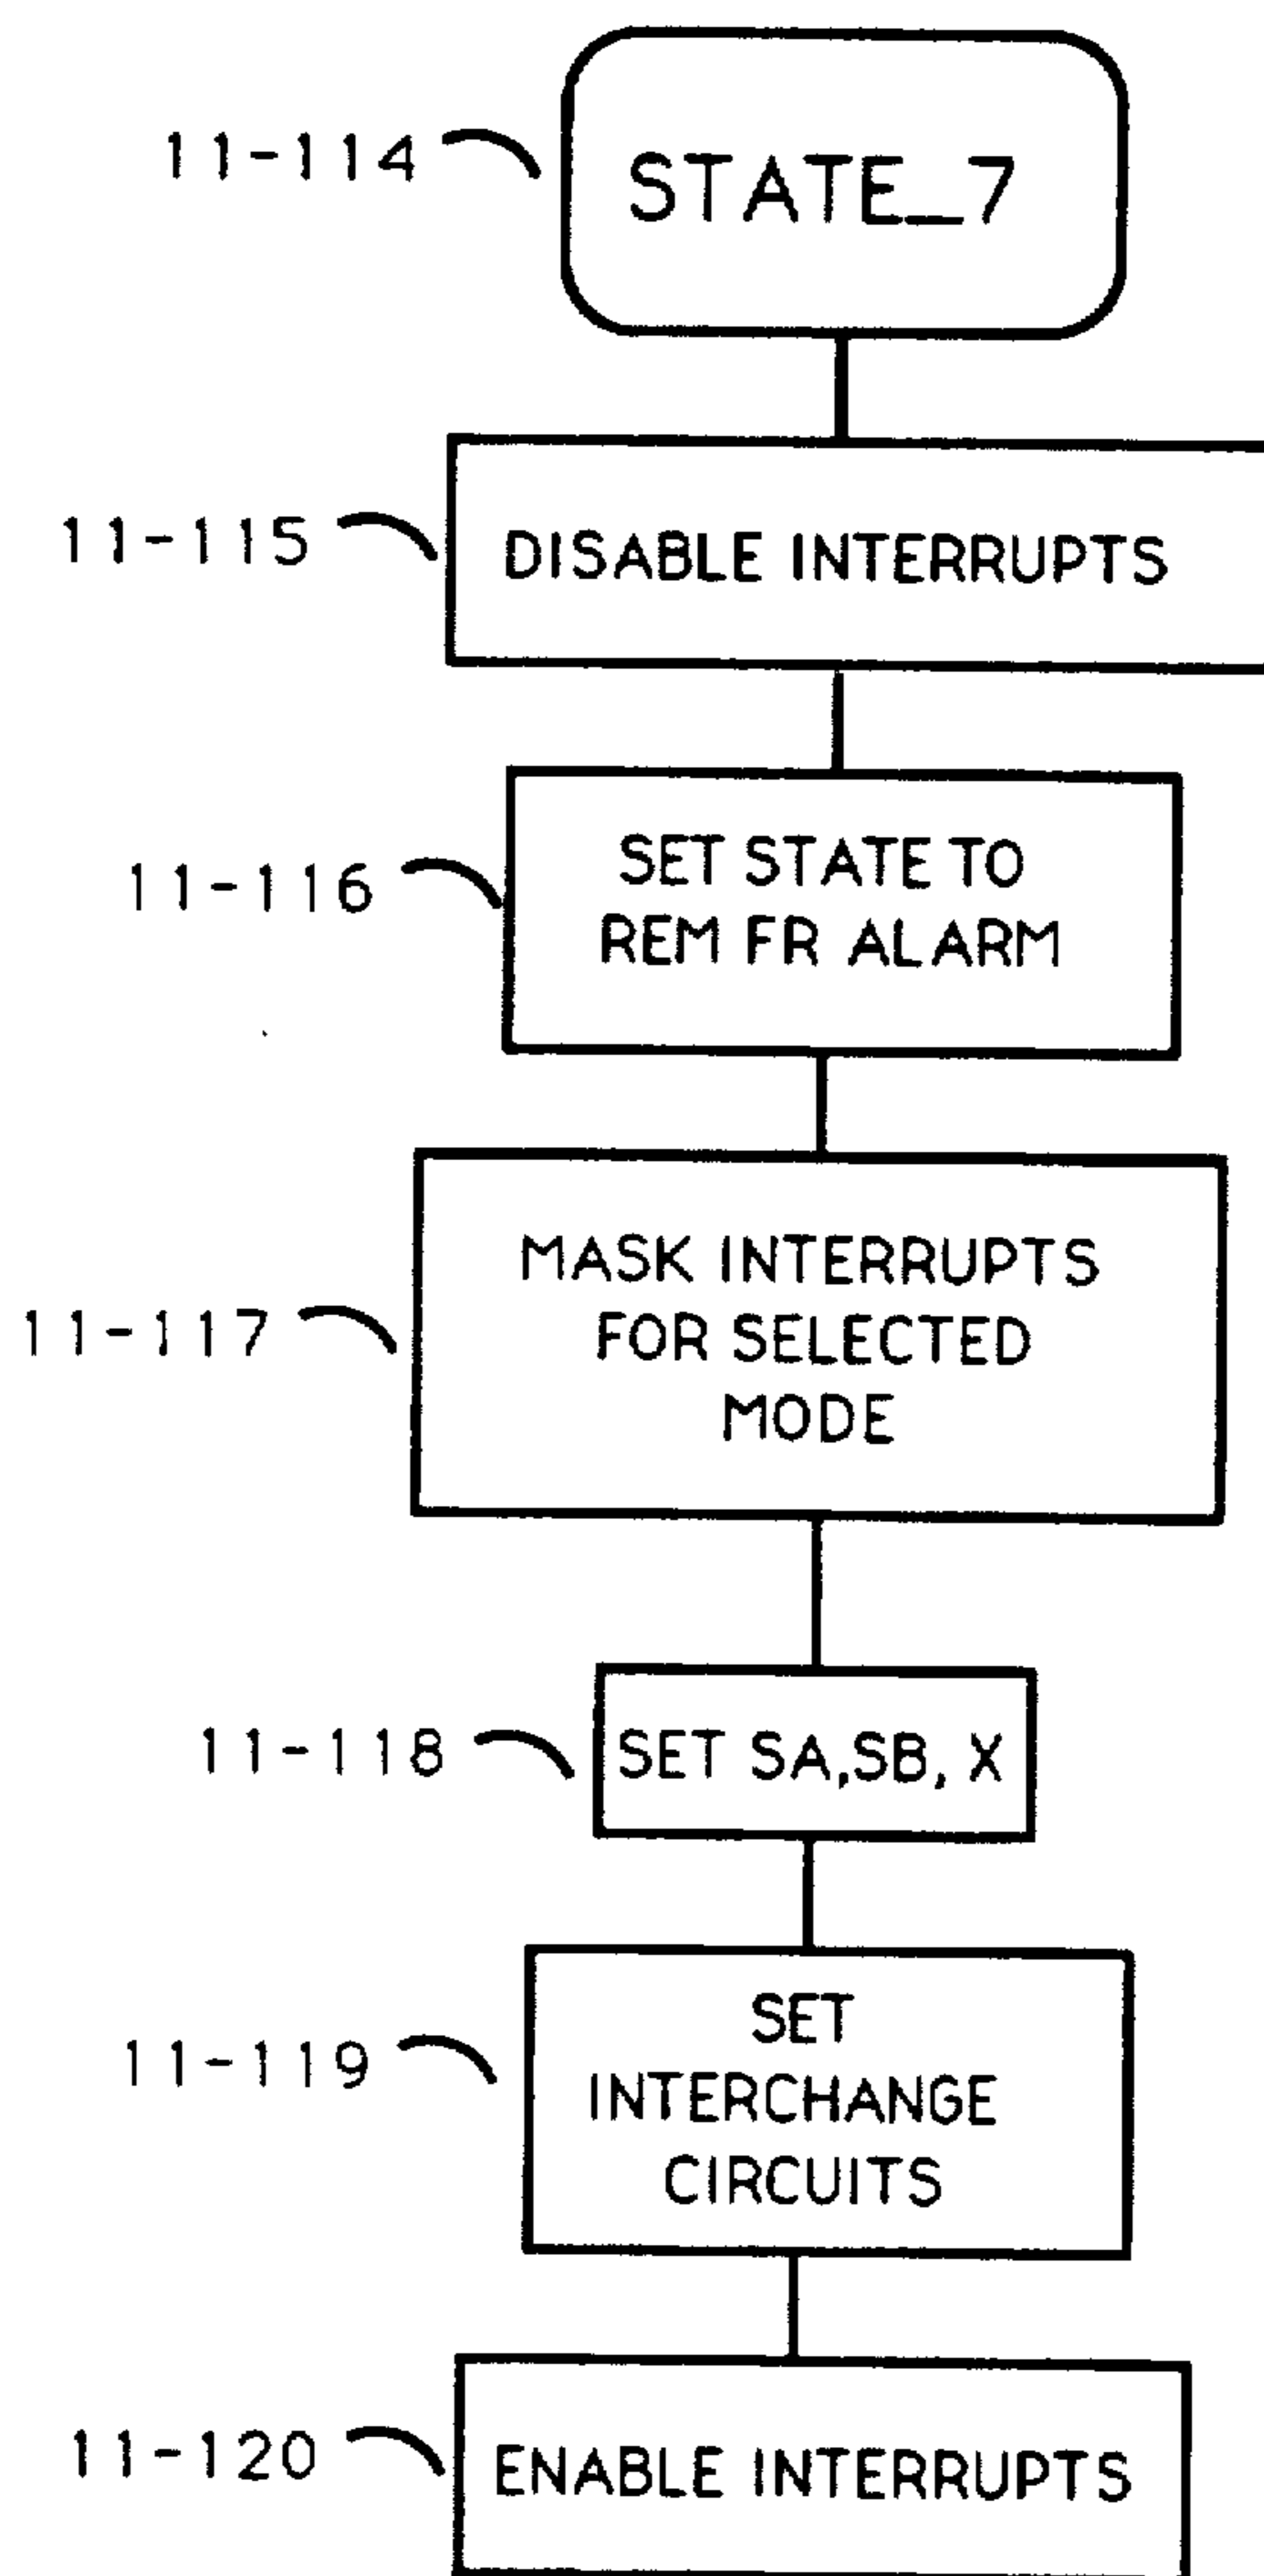 11-114
STATE_7
11-115
DISABLE INTERRUPTS
11-116
SET STATE TO
REM FR ALARM
11-117
MASK INTERRUPTS
FOR SELECTED
MODE
11-118
SET SA,SB, X
11-119
SET
INTERCHANGE
CIRCUITS
11-120
ENABLE INTERRUPTS